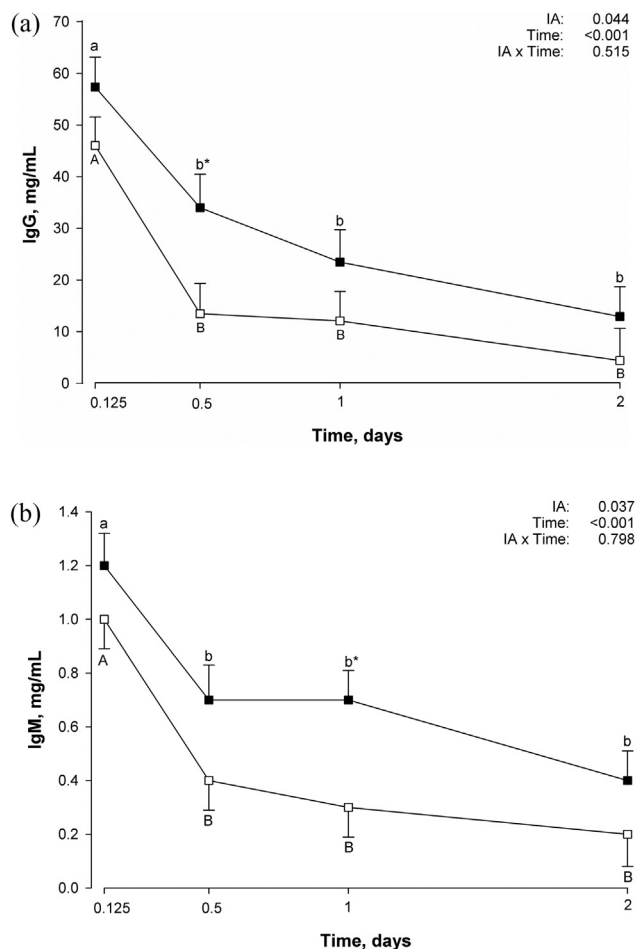 (a)
IA: 0.044
Time: <0.001
IA x Time: 0.515
IgG, mg/mL
70
60
50
40
30
20
10
0
a
b*
b
b
A
B
B
B
0.125 0.5 1 2
Time, days
(b)
IA: 0.037
Time: <0.001
IA x Time: 0.798
IgM, mg/mL
1.4
1.2
1.0
0.8
0.6
0.4
0.2
0.0
a
b
b*
b
A
B
B
B
0.125 0.5 1 2
Time, days